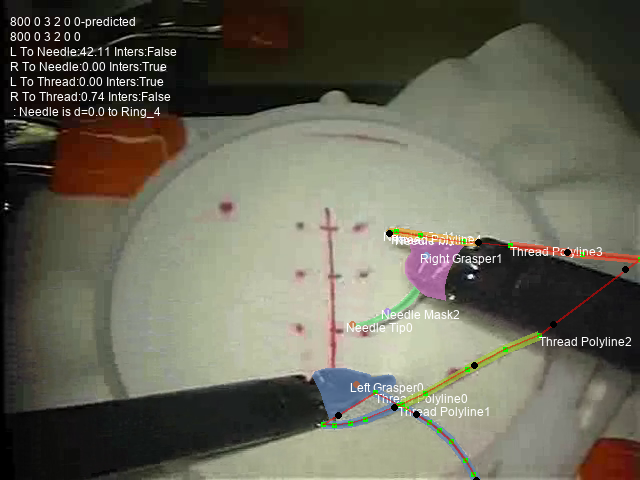 800 0 3 2 0 0-predicted
800 0 3 2 0 0
L To Needle:42.11 Inters:False
R To Needle:0.00 Inters:True
L To Thread:0.00 Inters:True
R To Thread:0.74 Inters:False
: Needle is d=0.0 to Ring_4
Thread Polyline3
Right Grasper1
Needle Mask2
Needle Tip0
Thread Polyline2
Left Grasper0
Thread Polyline0
Thread Polyline1